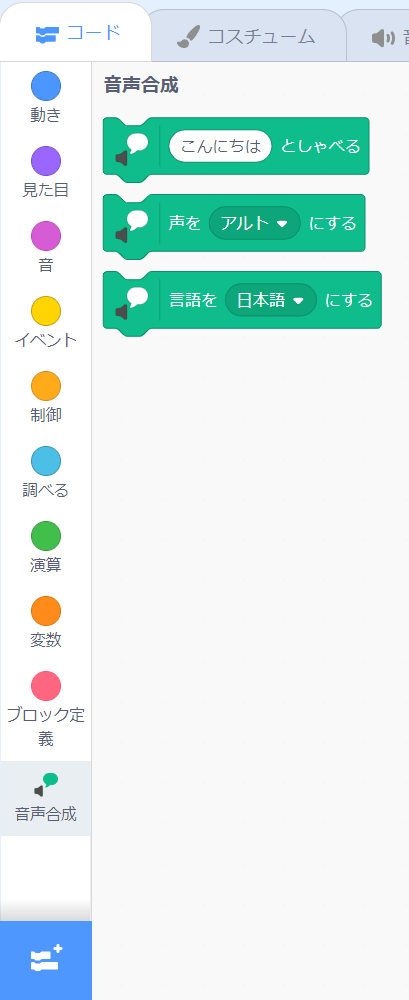 コード
コスチューム
音
動き
見た目
音
イベント
制御
調べる
演算
変数
ブロック定
義
音声合成
音声合成
こんにちは としゃべる
声を アルト にする
言語を 日本語 にする